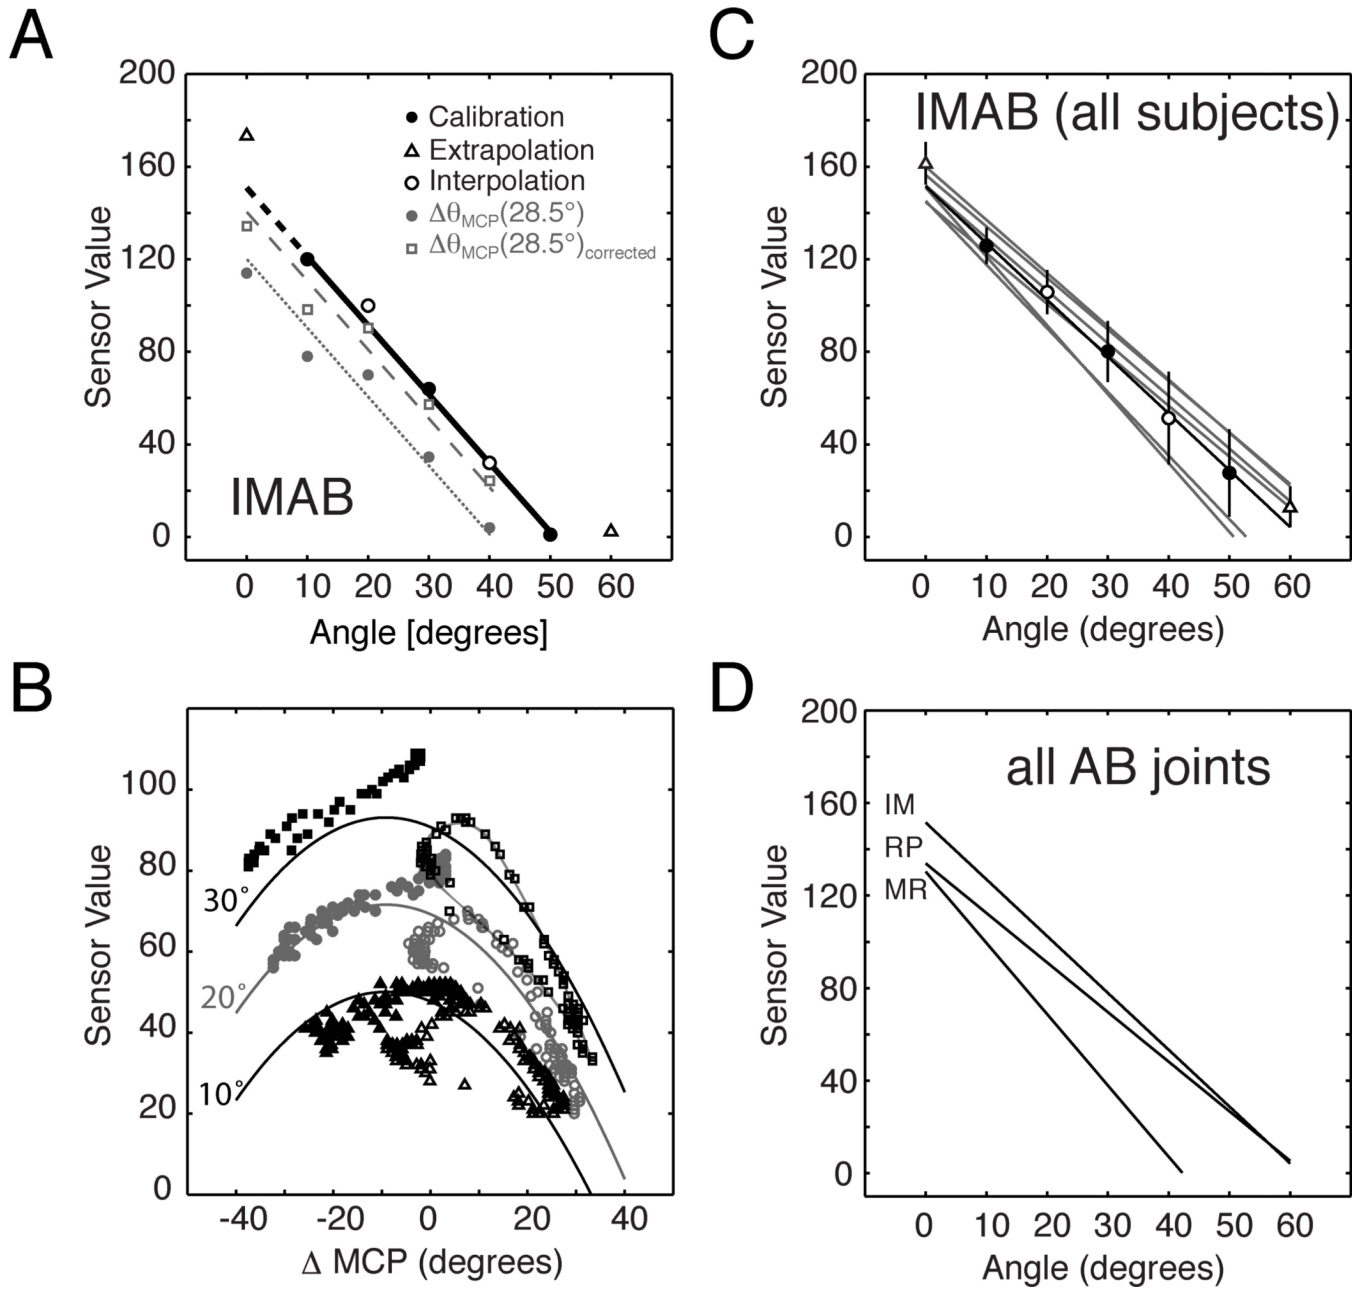 A
200
160
120
80
40
0
Sensor Value
Calibration
Extrapolation
Interpolation
ΔθMCP(28.5°)
ΔθMCP(28.5°)corrected
IMAB
0 10 20 30 40 50 60
Angle [degrees]
C
200
160
120
80
40
0
Sensor Value
IMAB (all subjects)
0 10 20 30 40 50 60
Angle (degrees)
B
100
80
60
40
20
0
Sensor Value
30°
20°
10°
-40 -20 0 20 40
Δ MCP (degrees)
D
200
160
120
80
40
0
Sensor Value
all AB joints
IM
RP
MR
0 10 20 30 40 50 60
Angle (degrees)